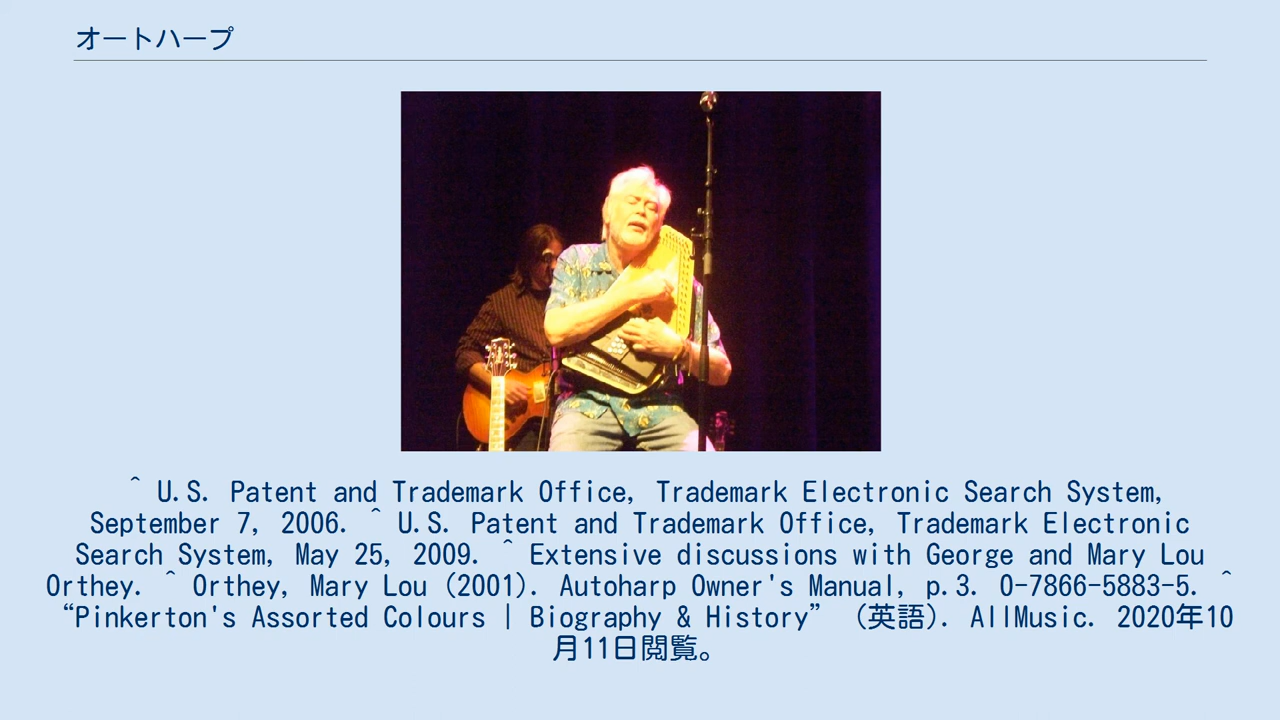 オートハープ
^ U.S. Patent and Trademark Office, Trademark Electronic Search System,
September 7, 2006. ^ U.S. Patent and Trademark Office, Trademark Electronic
Search System, May 25, 2009. ^ Extensive discussions with George and Mary Lou
Orthey. ^ Orthey, Mary Lou (2001). Autoharp Owner's Manual, p.3. 0-7866-5883-5. ^
“Pinkerton's Assorted Colours | Biography & History” (英語). AllMusic. 2020年10
月11日閲覧。